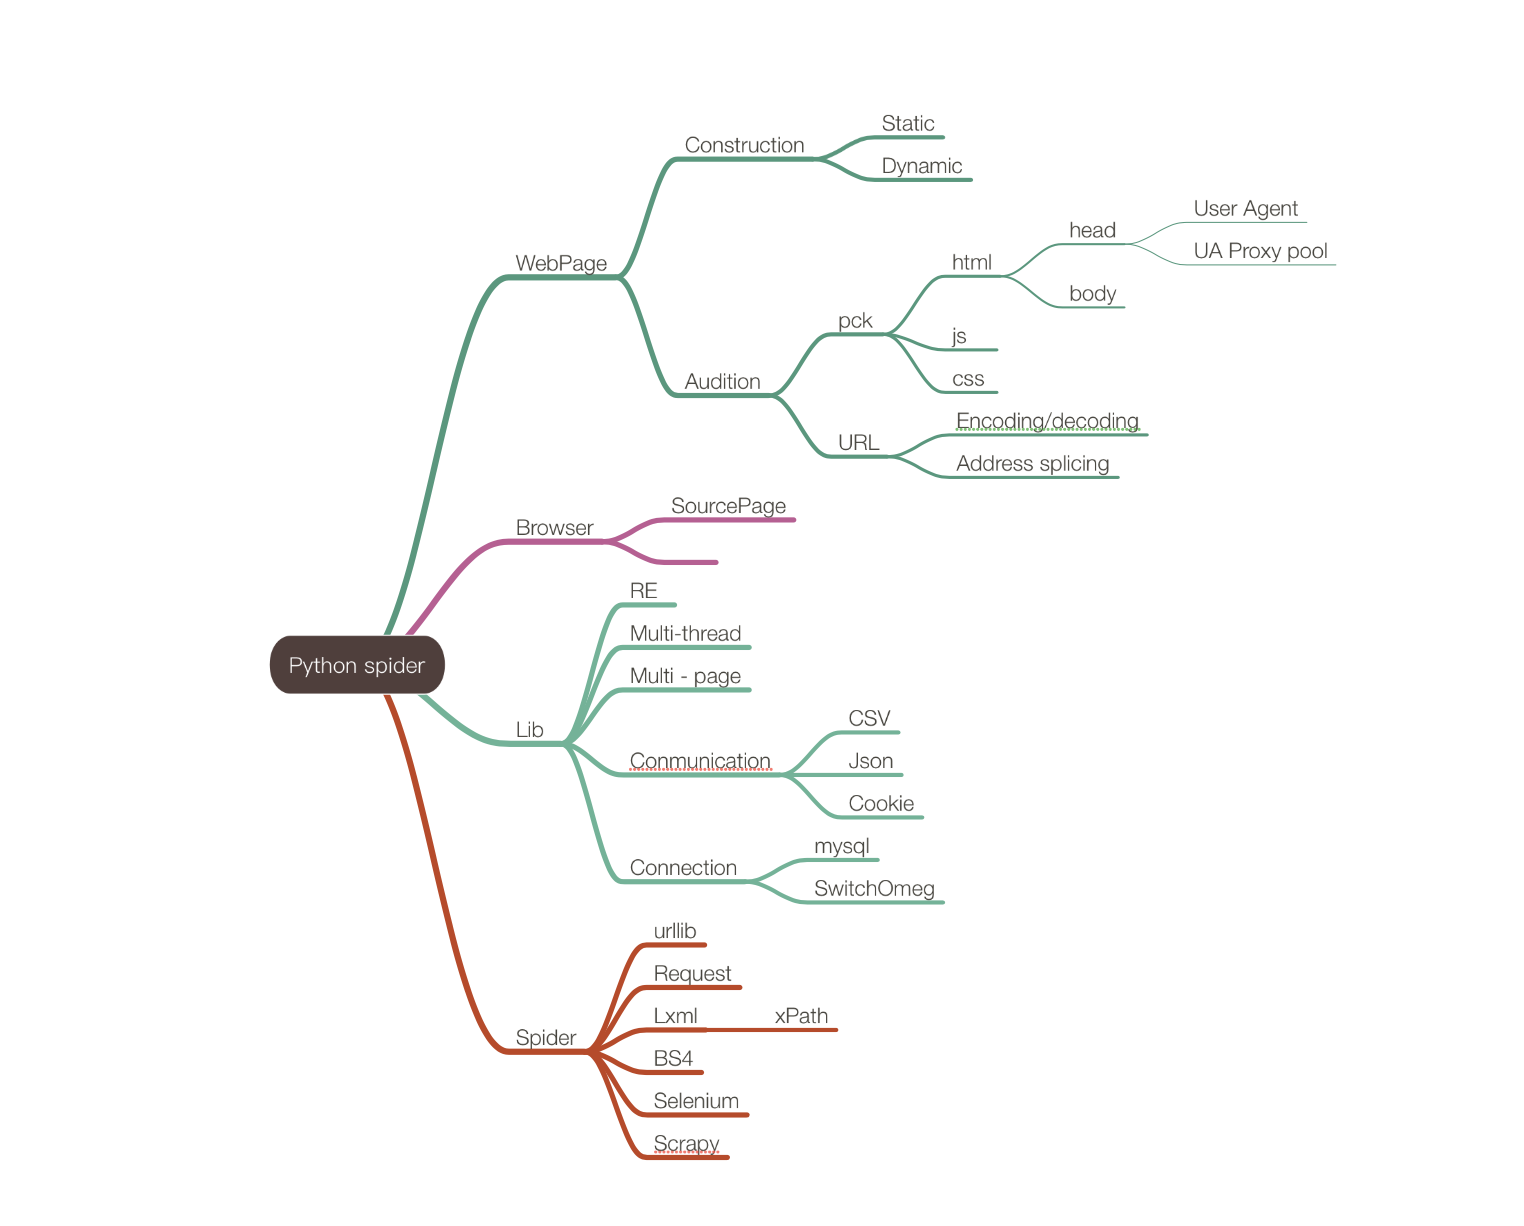 Static
Construction
Dynamic
User Agent
head
UA Proxy pool
WebPage
html
body
pck
js
Audition
css
Encoding/decoding
URL
Address splicing
SourcePage
Browser
RE
Multi-thread
Python spider
Multi - page
CSV
Lib
Conmunication
Json
Cookie
mysql
Connection
SwitchOmeg
urllib
Request
Lxml
xPath
Spider
BS4
Selenium
Scrapy